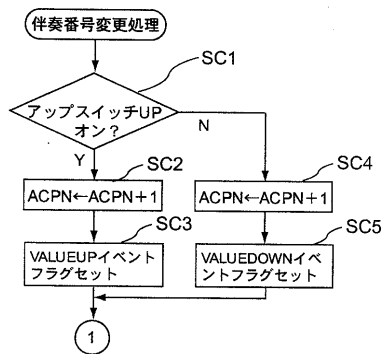 伴奏番号変更処理
SC1
アップスイッチUP
オン？
N
Y
SC2
SC4
ACPN←ACPN+1
ACPN←ACPN+1
SC3
SC5
VALUEUPイベント
フラグセット
VALUEDOWNイベ
ントフラグセット
1